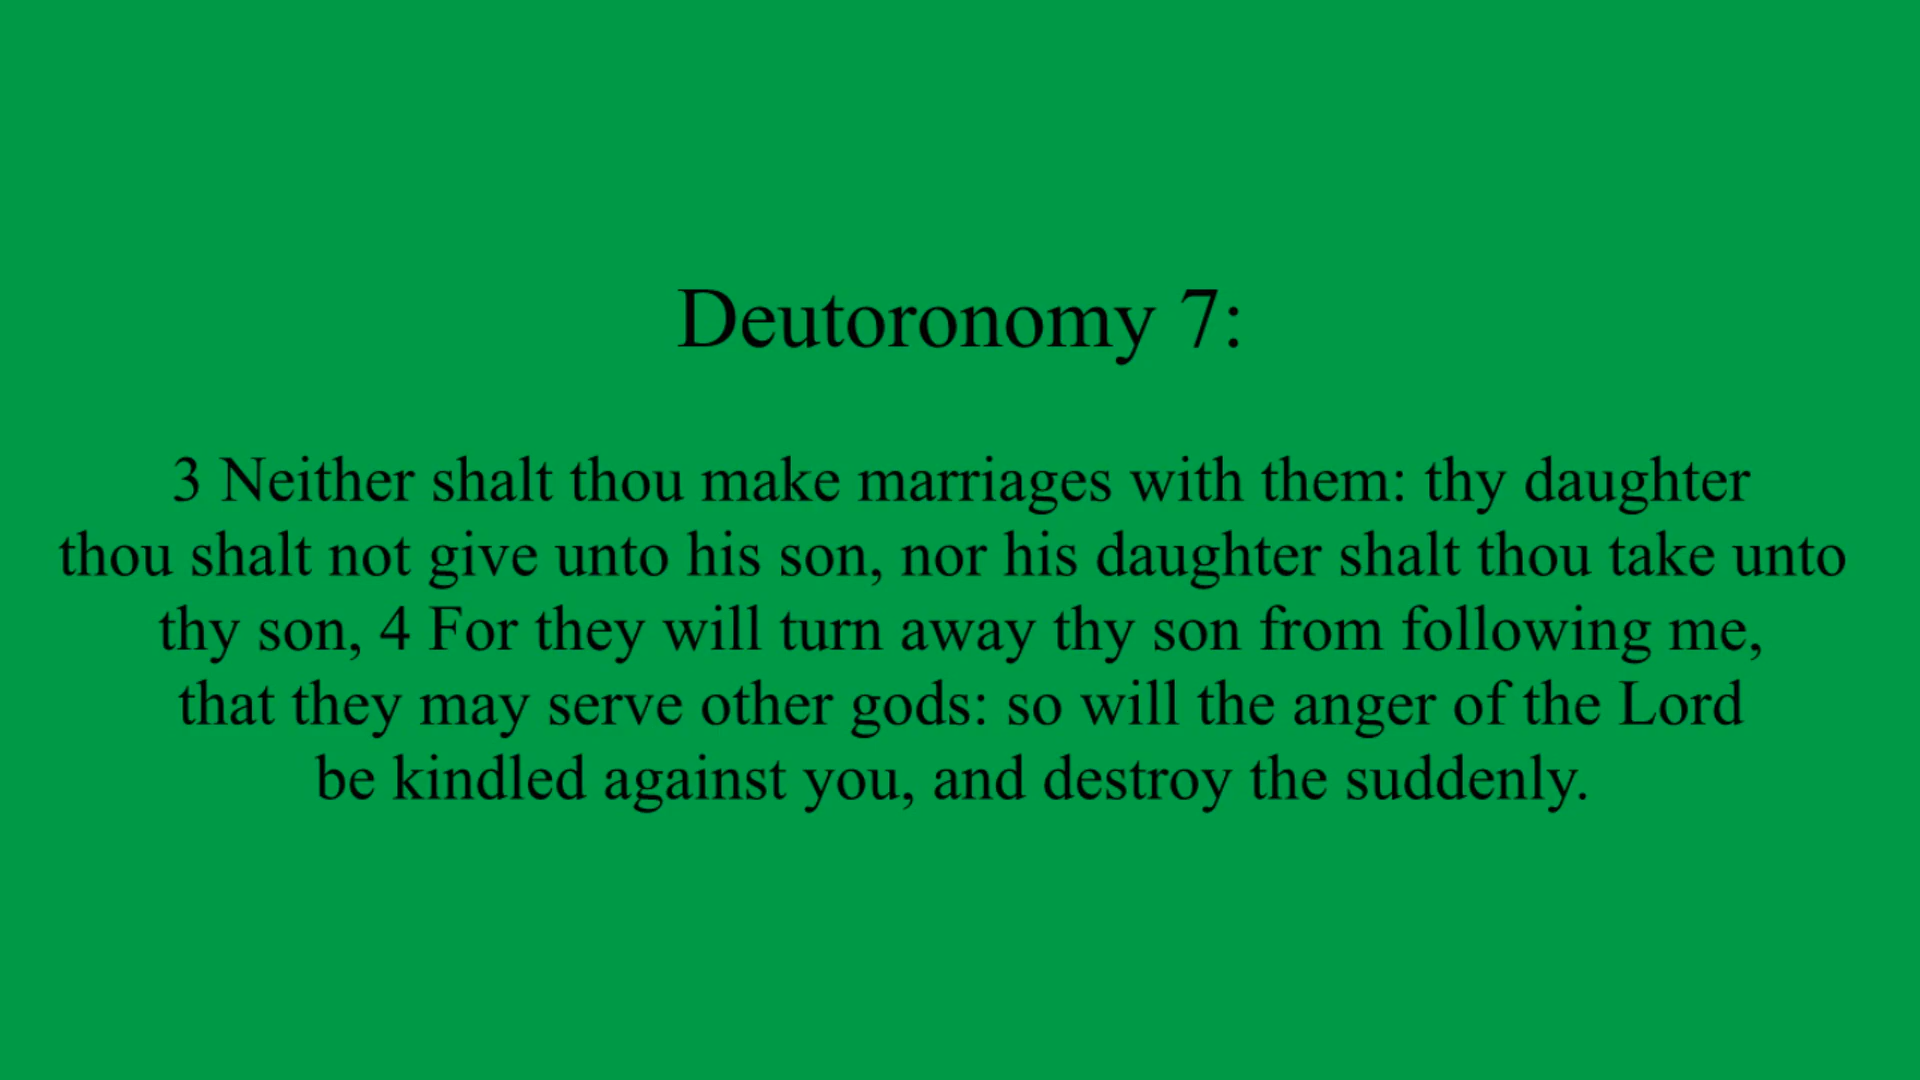 Deutoronomy 7:
3 Neither shalt thou make marriages with them: thy daughter
thou shalt not give unto his son, nor his daughter shalt thou take unto
thy son, 4 For they will turn away thy son from following me,
that they may serve other gods: so will the anger of the Lord
be kindled against you, and destroy the suddenly.